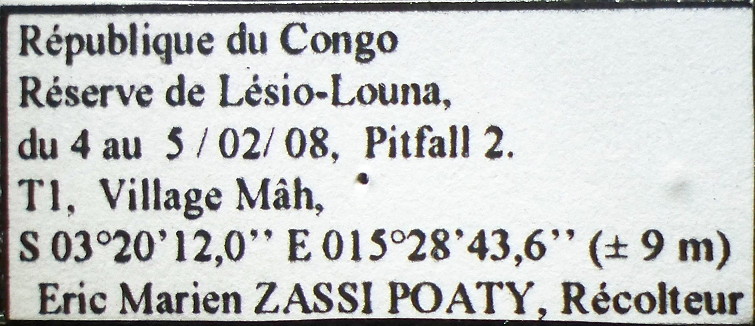 République du Congo
Réserve de Lésio-Louna,
du 4 au 5 / 02/ 08, Pitfall 2.
T1, Village Mâh,
S 03°20’12,0’’ E 015°28’43,6’’ (± 9 m)
Eric Marien ZASSI POATY, Récolteur